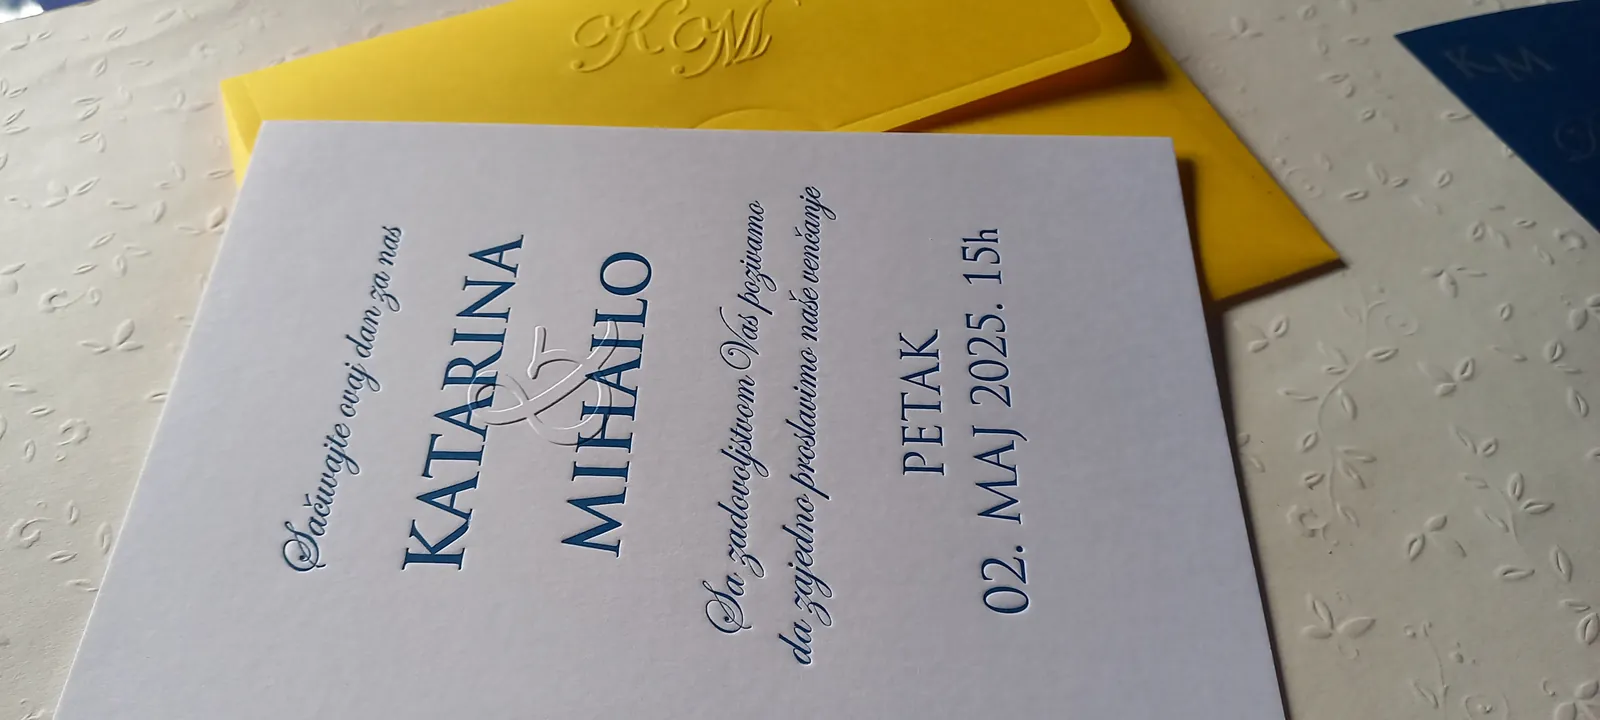 Sačuvajte ovaj dan za nas
KATARINA
&
MIHAILO
Sa zadovoljstvom Vas pozivamo
da zajedno proslavimo naše venčanje
PETAK
02. MAJ 2025. 15h
KM
KM